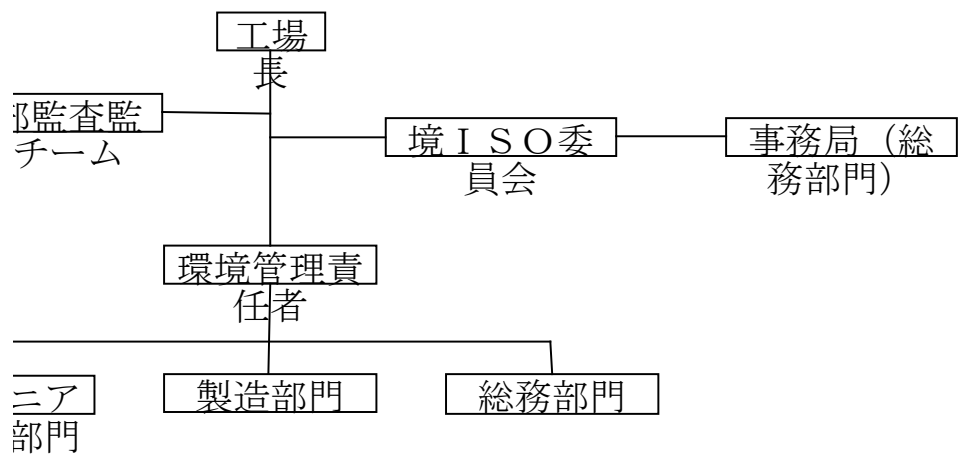 工場
長
部監査監
チーム
境ＩＳＯ委
員会
事務局（総
務部門）
環境管理責
任者
ニア
部門
製造部門
総務部門